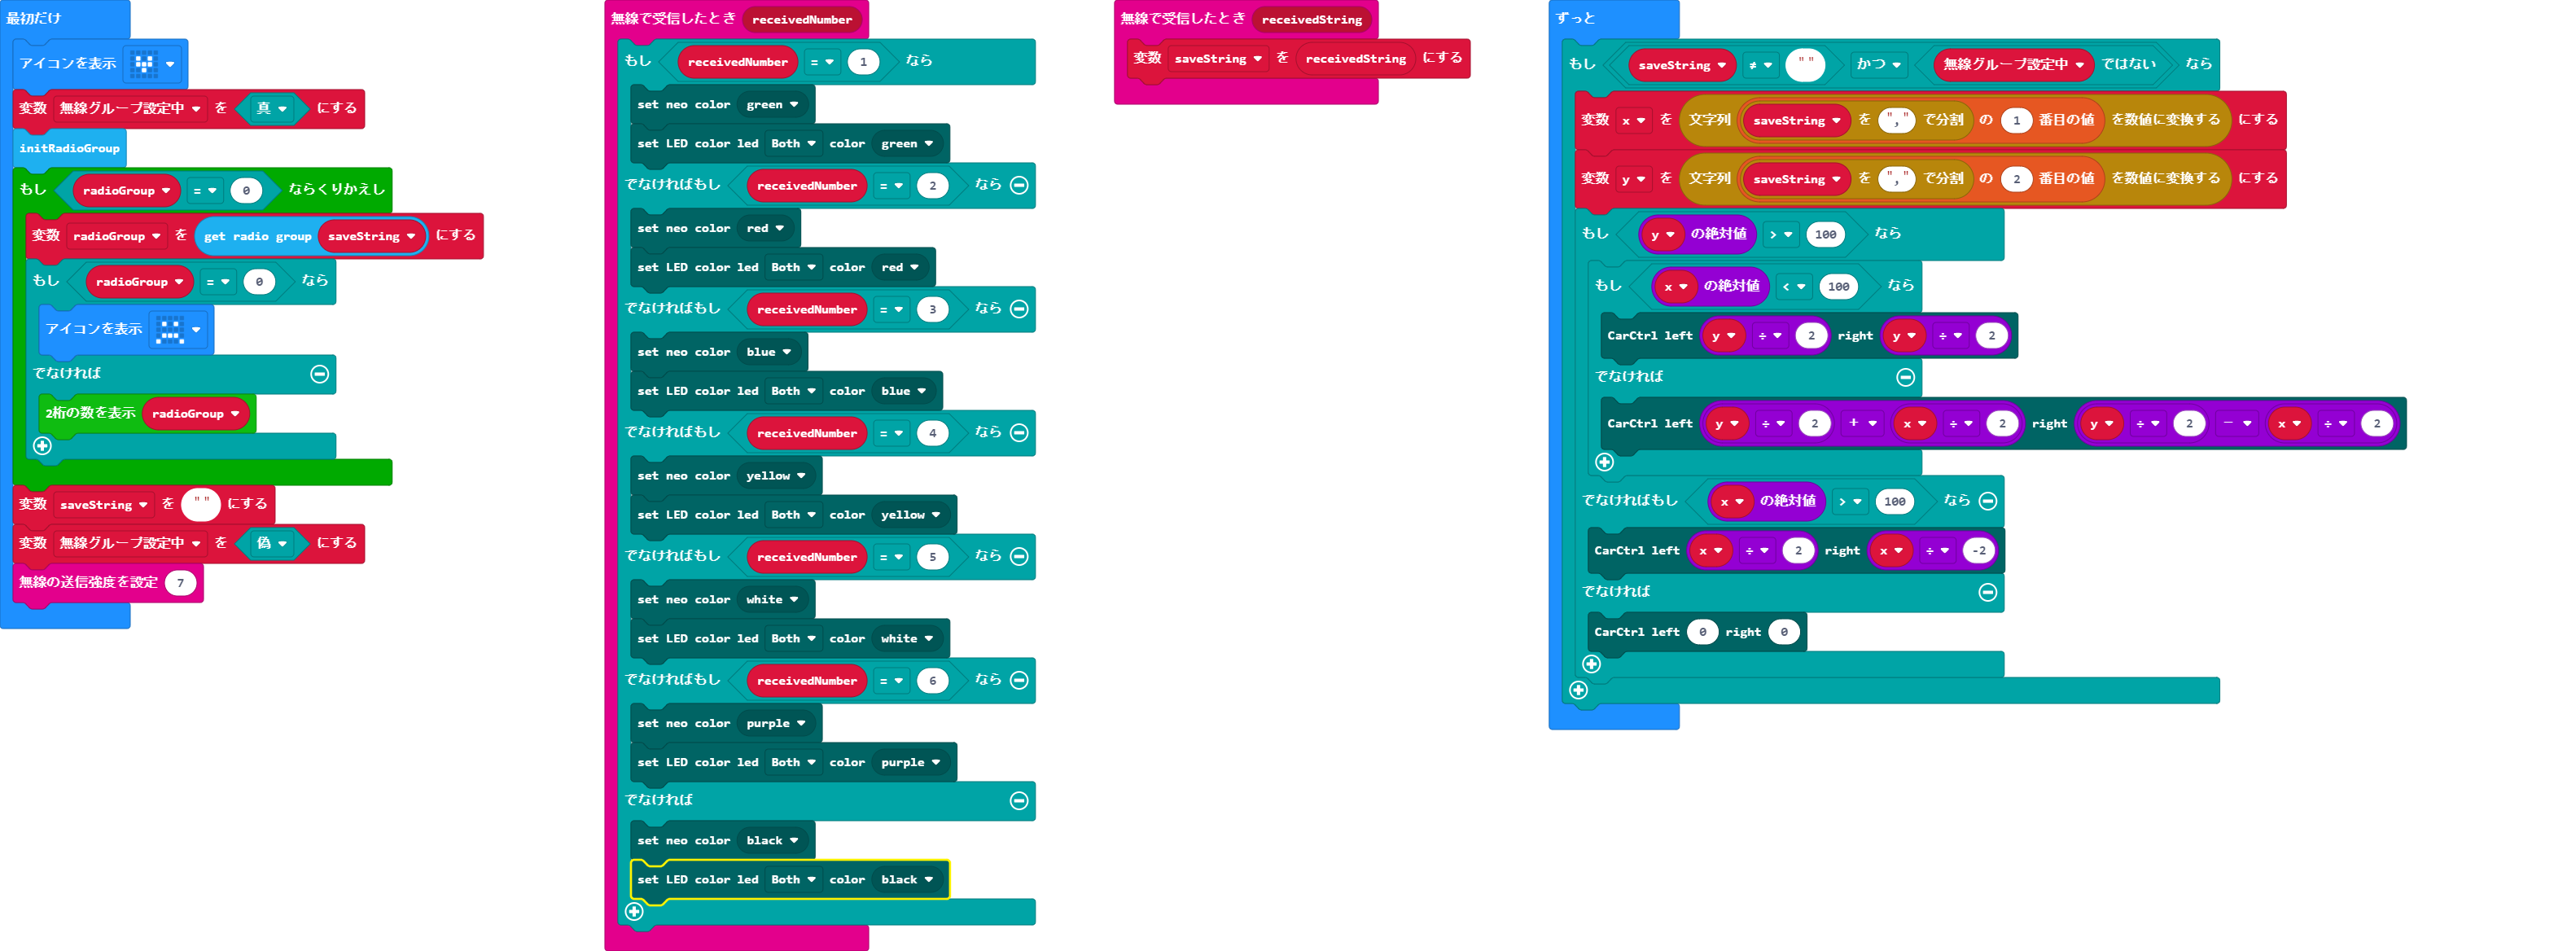 最初だけ
アイコンを表示
変数 無線グループ設定中 を 真 にする
initRadioGroup
もし radioGroup = 0 ならくりかえし
変数 radioGroup を get radio group saveString にする
もし radioGroup = 0 なら
アイコンを表示
でなければ
2桁の数を表示 radioGroup
変数 saveString を "" にする
変数 無線グループ設定中 を 偽 にする
無線の送信強度を設定 7
無線で受信したとき receivedNumber
もし receivedNumber = 1 なら
set neo color green
set LED color led Both color green
でなければもし receivedNumber = 2 なら
set neo color red
set LED color led Both color red
でなければもし receivedNumber = 3 なら
set neo color blue
set LED color led Both color blue
でなければもし receivedNumber = 4 なら
set neo color yellow
set LED color led Both color yellow
でなければもし receivedNumber = 5 なら
set neo color white
set LED color led Both color white
でなければもし receivedNumber = 6 なら
set neo color purple
set LED color led Both color purple
でなければ
set neo color black
set LED color led Both color black
無線で受信したとき receivedString
変数 saveString を receivedString にする
ずっと
もし saveString ≠ "" かつ 無線グループ設定中 ではない なら
変数 x を 文字列 saveString を "," で分割 の 1 番目の値 を数値に変換する にする
変数 y を 文字列 saveString を "," で分割 の 2 番目の値 を数値に変換する にする
もし y の絶対値 > 100 なら
もし x の絶対値 < 100 なら
CarCtrl left y ÷ 2 right y ÷ 2
でなければ
CarCtrl left y ÷ 2 + x ÷ 2 right y ÷ 2 − x ÷ 2
でなければもし x の絶対値 > 100 なら
CarCtrl left x ÷ 2 right x ÷ -2
でなければ
CarCtrl left 0 right 0